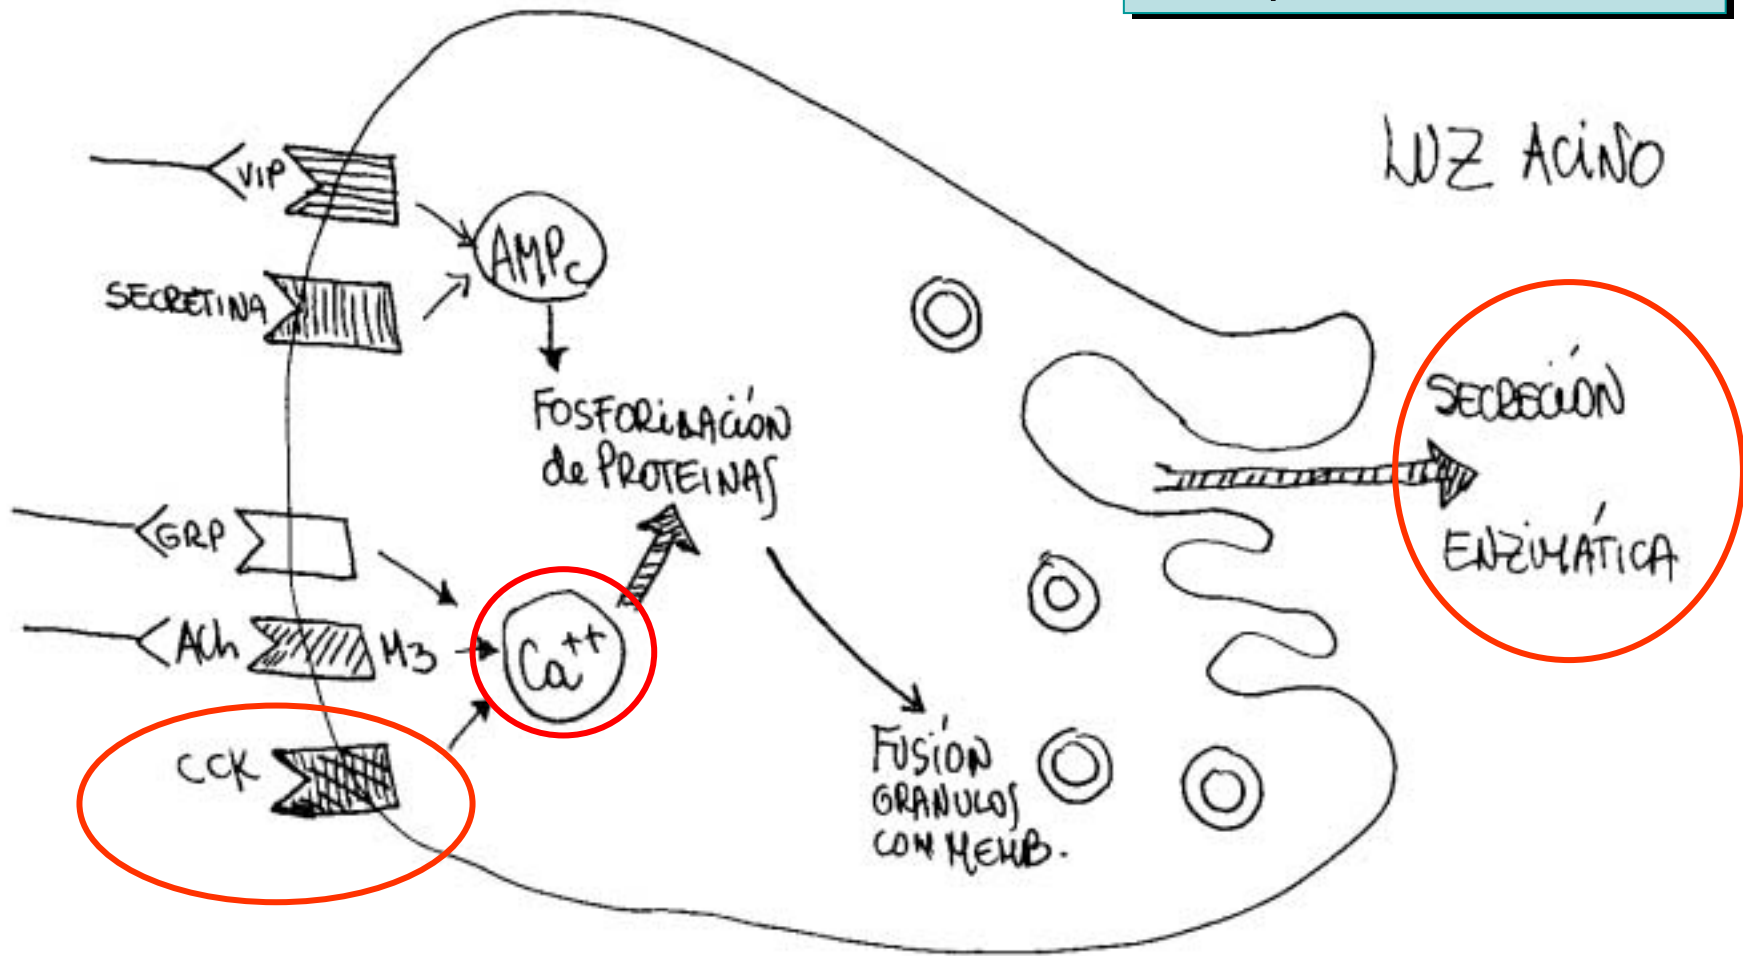 LUZ ACINO
VIP
AMPc
SECRETINA
FOSFORILACIÓN
de PROTEINAS
SECRECIÓN
ENZIMÁTICA
GRP
ACh
M3
Ca++
CCK
FUSIÓN
GRANULOS
CON MEMB.